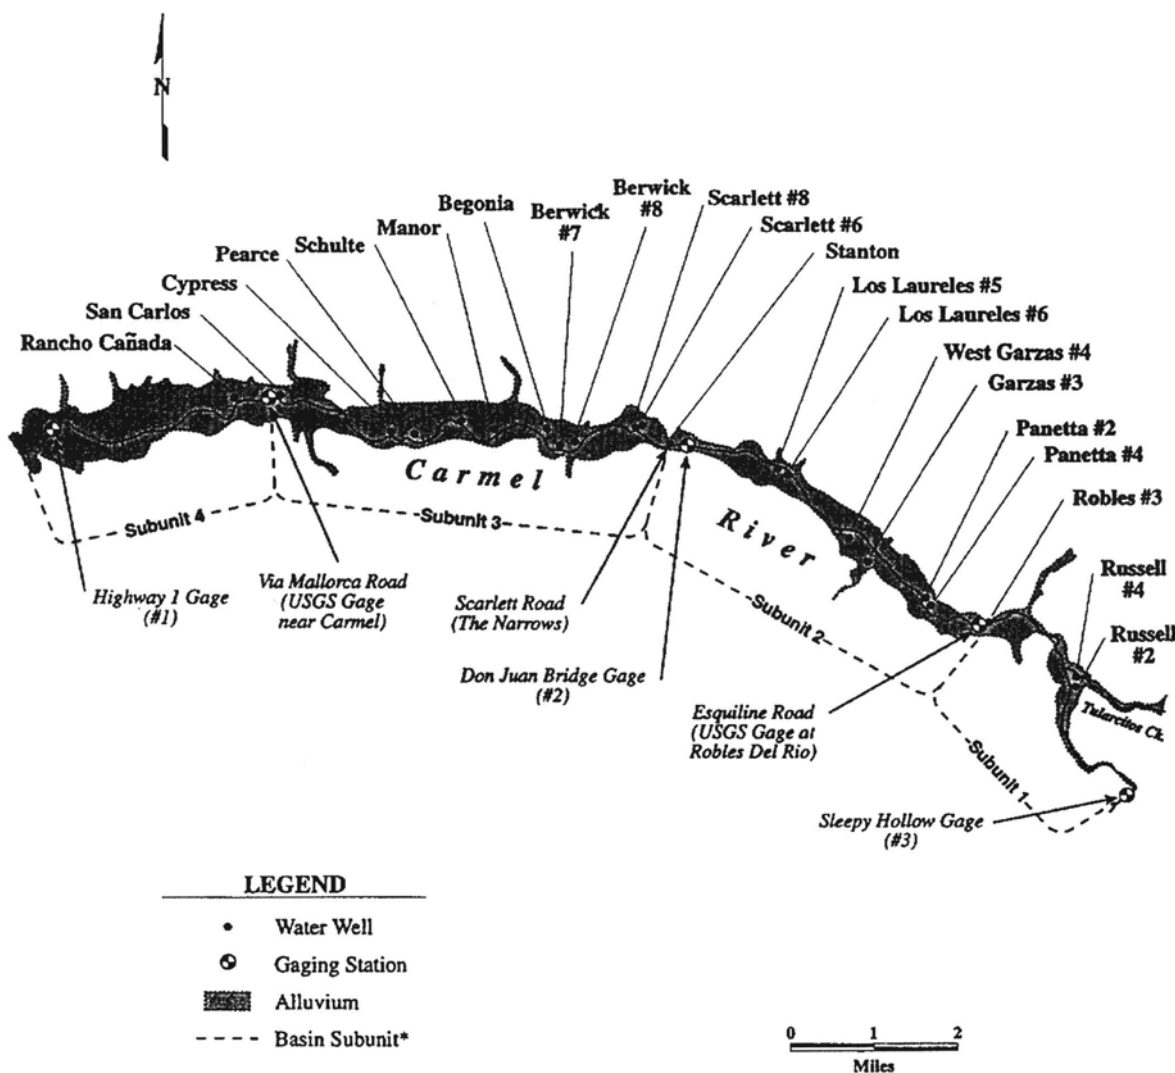 N
Berwick
#8
Scarlett #8
Begonia
Berwick
#7
Scarlett #6
Manor
Schulte
Stanton
Pearce
Cypress
Los Laureles #5
San Carlos
Los Laureles #6
Rancho Cañada
West Garzas #4
Garzas #3
Panetta #2
Panetta #4
Robles #3
Russell
#4
Russell
#2
Carmel
River
Subunit 4
Subunit 3
Subunit 2
Subunit 1
Tularcitos Ck.
Highway 1 Gage
(#1)
Via Mallorca Road
(USGS Gage
near Carmel)
Scarlett Road
(The Narrows)
Don Juan Bridge Gage
(#2)
Esquiline Road
(USGS Gage at
Robles Del Rio)
Sleepy Hollow Gage
(#3)
LEGEND
Water Well
Gaging Station
Alluvium
Basin Subunit*
0 1 2
Miles